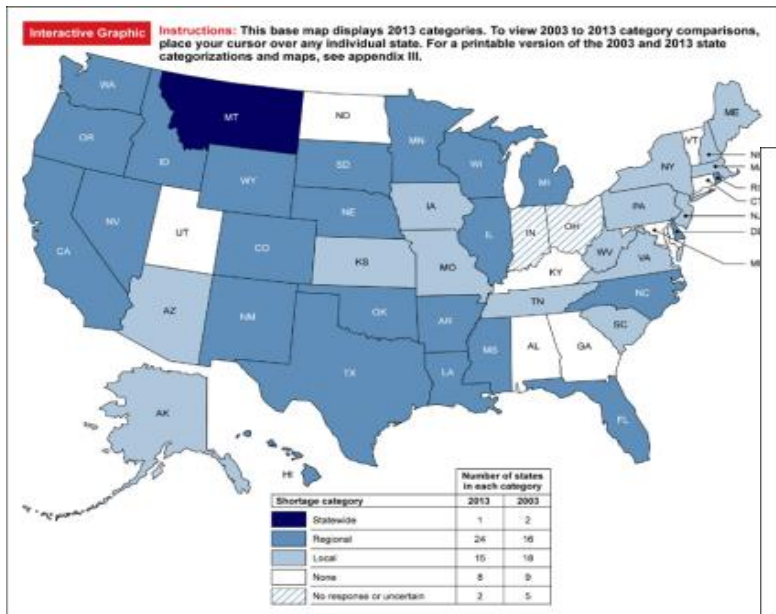 Interactive Graphic
Instructions: This base map displays 2013 categories. To view 2003 to 2013 category comparisons,
place your cursor over any individual state. For a printable version of the 2003 and 2013 state
categorizations and maps, see appendix III.
WA
MT
ND
MN
ME
OR
ID
SD
WI
MI
VT
NY
WY
NE
IA
PA
NV
UT
CO
IL
IN
OH
NJ
CA
KS
MO
WV
VA
KY
AZ
NM
OK
AR
TN
NC
SC
TX
LA
MS
AL
GA
FL
AK
HI
RI
CT
Shortage category
Number of states
in each category
2013 2003
Statewide 1 2
Regional 24 16
Local 15 18
None 8 9
No response or uncertain 2 5